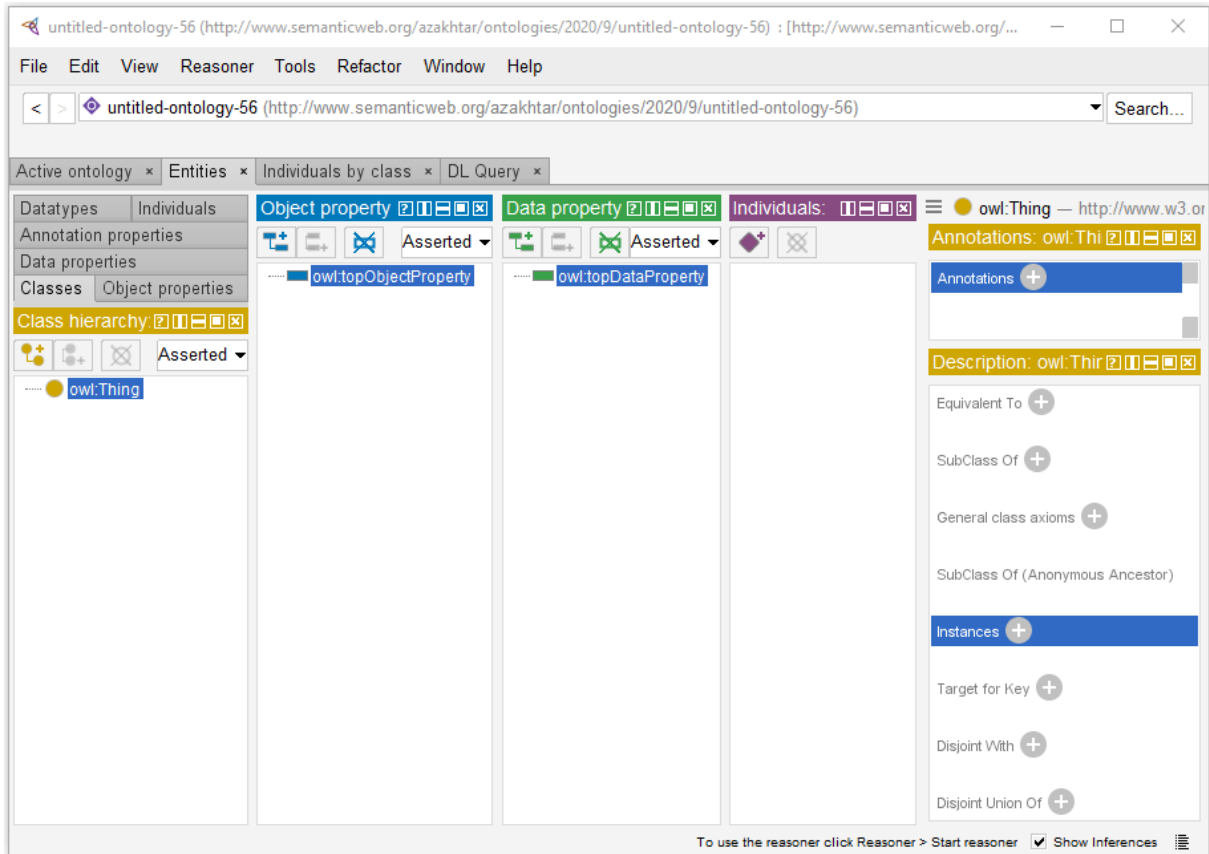 untitled-ontology-56 (http://www.semanticweb.org/azakhtar/ontologies/2020/9/untitled-ontology-56) : [http://www.semanticweb.org/...
File Edit View Reasoner Tools Refactor Window Help
< > untitled-ontology-56 (http://www.semanticweb.org/azakhtar/ontologies/2020/9/untitled-ontology-56) Search...
Active ontology × Entities × Individuals by class × DL Query ×
Datatypes Individuals
Annotation properties
Data properties
Classes Object properties
Class hierarchy:
Asserted
owl:Thing
Object property
Asserted
owl:topObjectProperty
Data property
Asserted
owl:topDataProperty
Individuals:
owl:Thing — http://www.w3.or
Annotations: owl:Thi
Annotations
Description: owl:Thir
Equivalent To
SubClass Of
General class axioms
SubClass Of (Anonymous Ancestor)
Instances
Target for Key
Disjoint With
Disjoint Union Of
To use the reasoner click Reasoner > Start reasoner Show Inferences